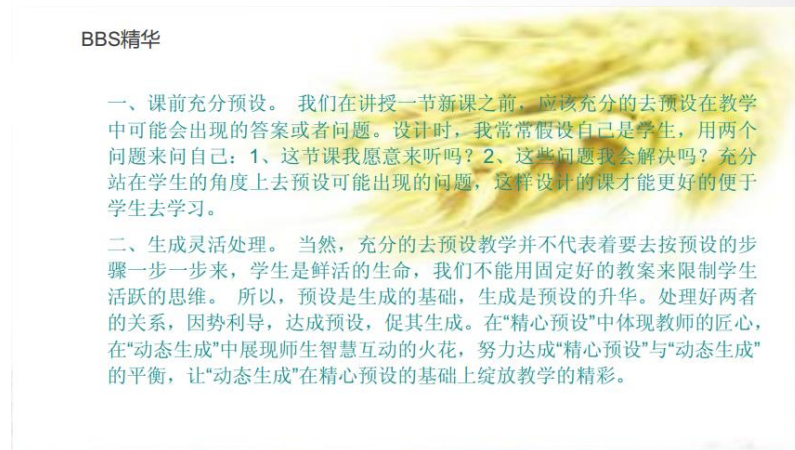 BBS精华
一、课前充分预设。 我们在讲授一节新课之前，应该充分的去预设在教学
中可能会出现的答案或者问题。设计时，我常常假设自己是学生，用两个
问题来问自己：1、这节课我愿意来听吗？2、这些问题我会解决吗？充分
站在学生的角度上去预设可能出现的问题，这样设计的课才能更好的便于
学生去学习。
二、生成灵活处理。 当然，充分的去预设教学并不代表着要去按预设的步
骤一步一步来，学生是鲜活的生命，我们不能用固定好的教案来限制学生
活跃的思维。 所以，预设是生成的基础，生成是预设的升华。处理好两者
的关系，因势利导，达成预设，促其生成。在“精心预设”中体现教师的匠心，
在“动态生成”中展现师生智慧互动的火花，努力达成“精心预设”与“动态生成”
的平衡，让“动态生成”在精心预设的基础上绽放教学的精彩。